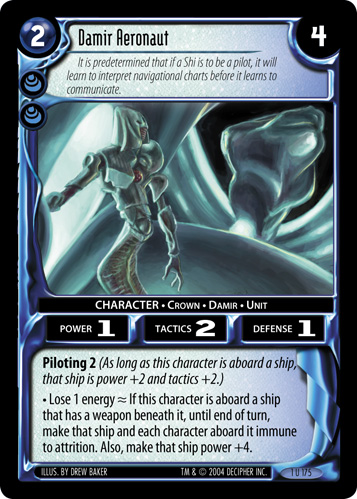 2 Damir Aeronaut 4
It is predetermined that if a Shi is to be a pilot, it will
learn to interpret navigational charts before it learns to
communicate.
CHARACTER • CROWN • DAMIR • UNIT
POWER 1 TACTICS 2 DEFENSE 1
Piloting 2 (As long as this character is aboard a ship,
that ship is power +2 and tactics +2.)
• Lose 1 energy ≈ If this character is aboard a ship
that has a weapon beneath it, until end of turn,
make that ship and each character aboard it immune
to attrition. Also, make that ship power +4.
ILLUS. BY DREW BAKER TM & © 2004 DECIPHER INC.